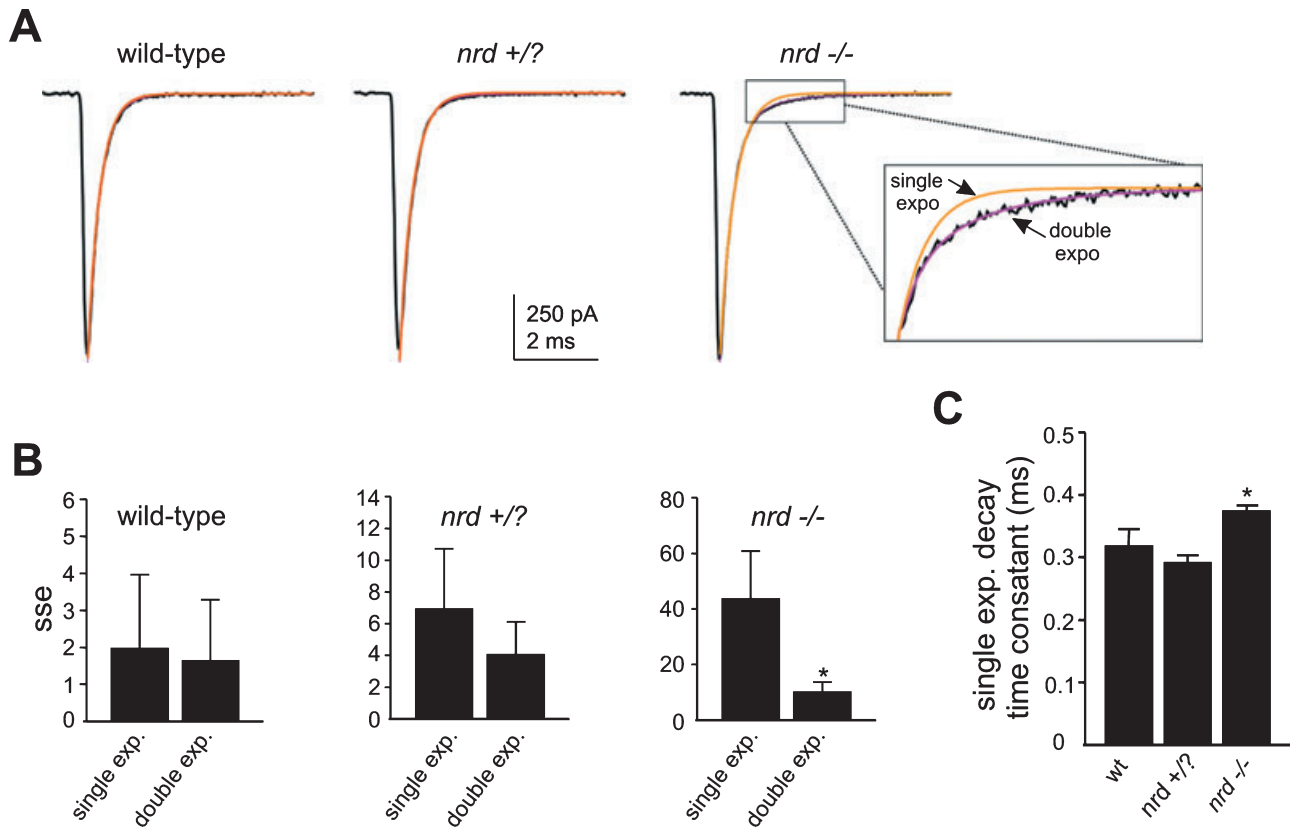 A
wild-type
nrd +/?
nrd -/-
single
expo
double
expo
250 pA
2 ms
B
wild-type
nrd +/?
nrd -/-
sse
6
5
4
3
2
1
0
single exp.
double exp.
14
12
10
8
6
4
2
0
single exp.
double exp.
80
60
40
20
0
*
single exp.
double exp.
C
single exp. decay
time consatant (ms)
0.5
0.4
0.3
0.3
0.1
0
*
wt
nrd +/?
nrd -/-